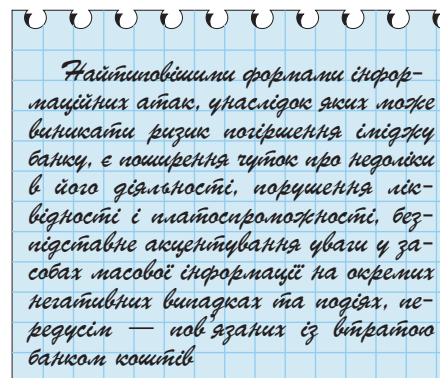 Найтиповішими формами інфор-
маційних атак, унаслідок яких може
виникати ризик погіршення іміджу
банку, є поширення чуток про недоліки
в його діяльності, порушення лік-
відності і платоспроможності, без-
підставне акцентування уваги у за-
собах масової інформації на окремих
негативних випадках та подіях, пе-
редусім — пов'язаних із втратою
банком коштів